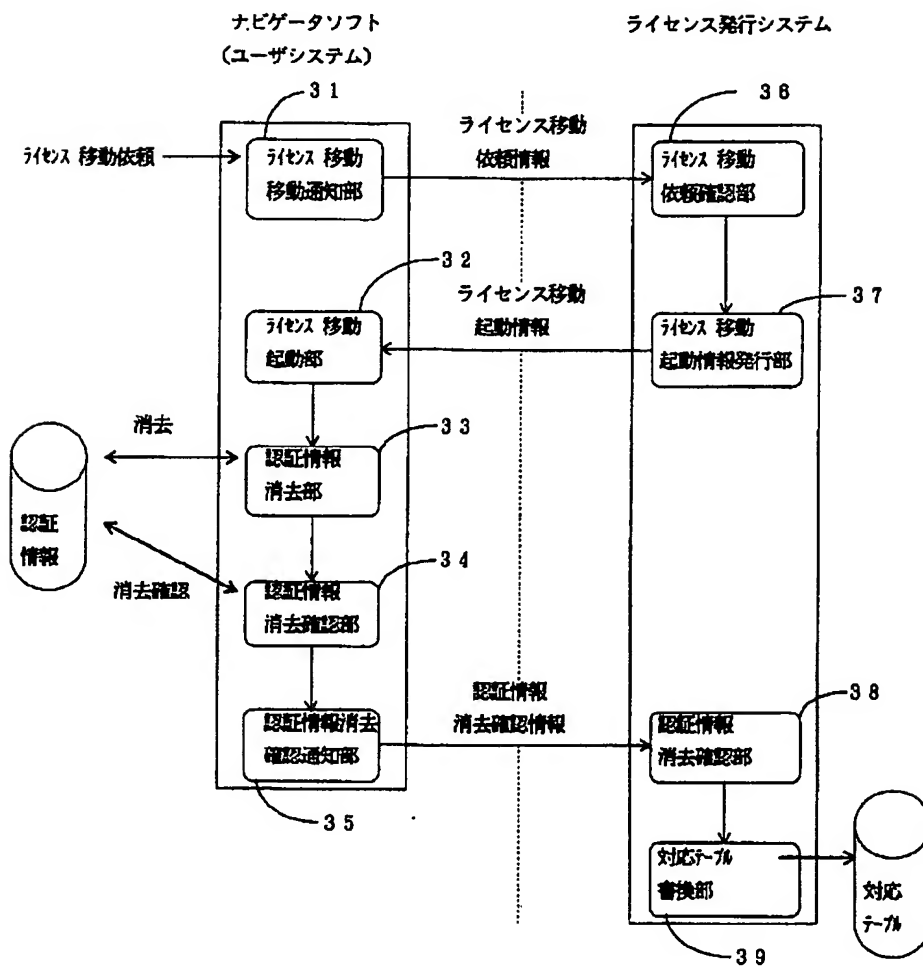 ナビゲータソフト
(ユーザシステム)
ライセンス発行システム
31
36
ライセンス移動
依頼情報
ライセンス 移動依頼
ライセンス 移動
移動通知部
ライセンス 移動
依頼確認部
32
ライセンス移動
起動情報
37
ライセンス 移動
起動部
ライセンス 移動
起動情報発行部
消去
33
認証情報
消去部
認証
情報
34
消去確認
認証情報
消去確認部
認証情報
消去確認情報
38
認証情報消去
確認通知部
認証情報
消去確認部
35
対応テーブル
書換部
対応
テーブル
39